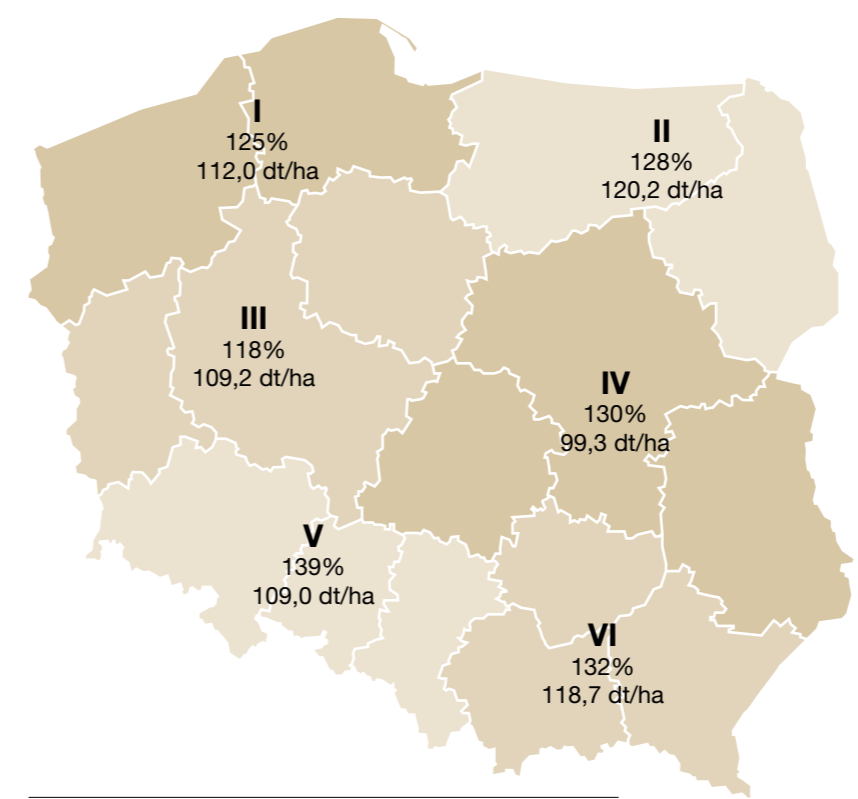 I
125%
112,0 dt/ha
II
128%
120,2 dt/ha
III
118%
109,2 dt/ha
IV
130%
99,3 dt/ha
V
139%
109,0 dt/ha
VI
132%
118,7 dt/ha